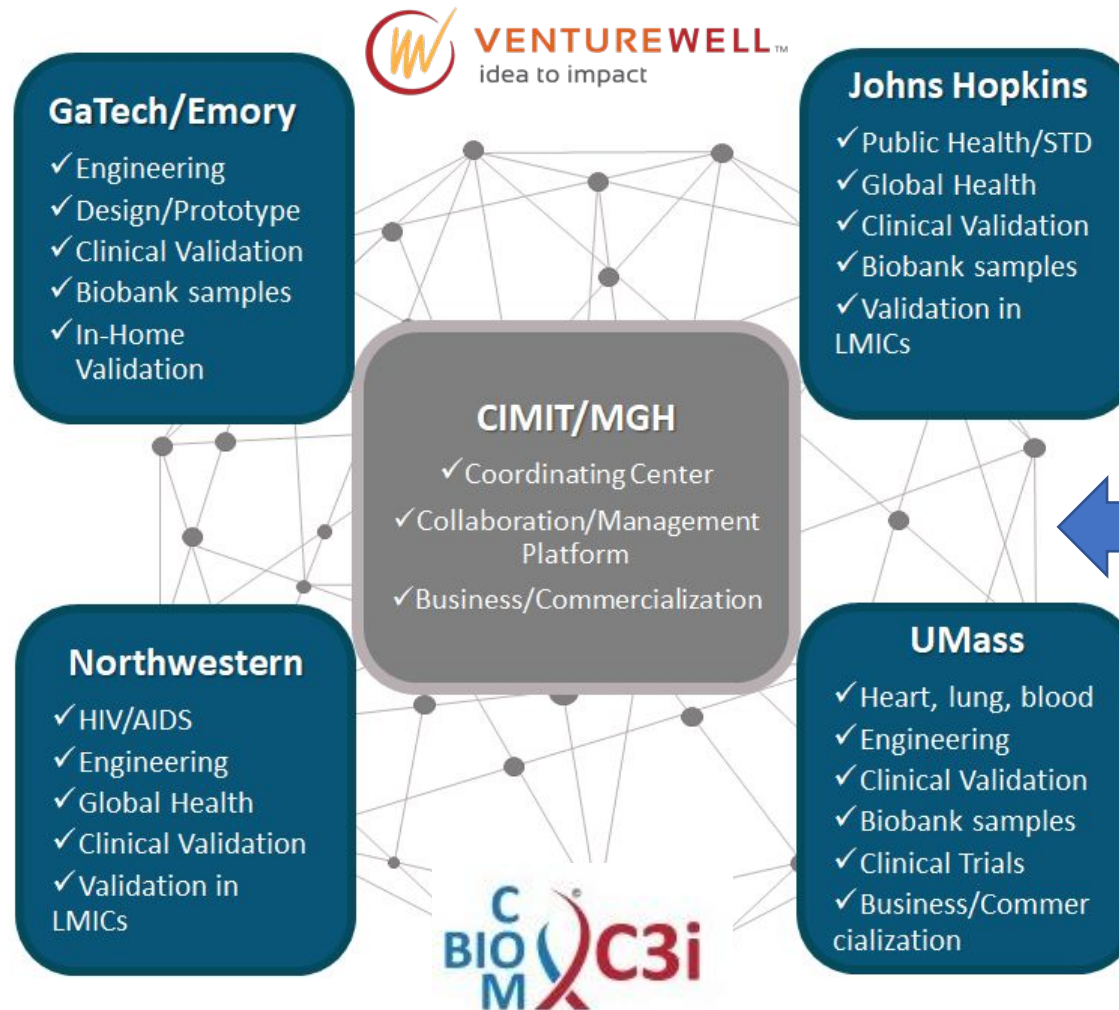 VENTUREWELL™
idea to impact
GaTech/Emory
✓Engineering
✓Design/Prototype
✓Clinical Validation
✓Biobank samples
✓In-Home
Validation
Johns Hopkins
✓Public Health/STD
✓Global Health
✓Clinical Validation
✓Biobank samples
✓Validation in
LMICs
CIMIT/MGH
✓Coordinating Center
✓Collaboration/Management
Platform
✓Business/Commercialization
Northwestern
✓HIV/AIDS
✓Engineering
✓Global Health
✓Clinical Validation
✓Validation in
LMICs
UMass
✓Heart, lung, blood
✓Engineering
✓Clinical Validation
✓Biobank samples
✓Clinical Trials
✓Business/Commer
cialization
C
BIO
M
C3i
©